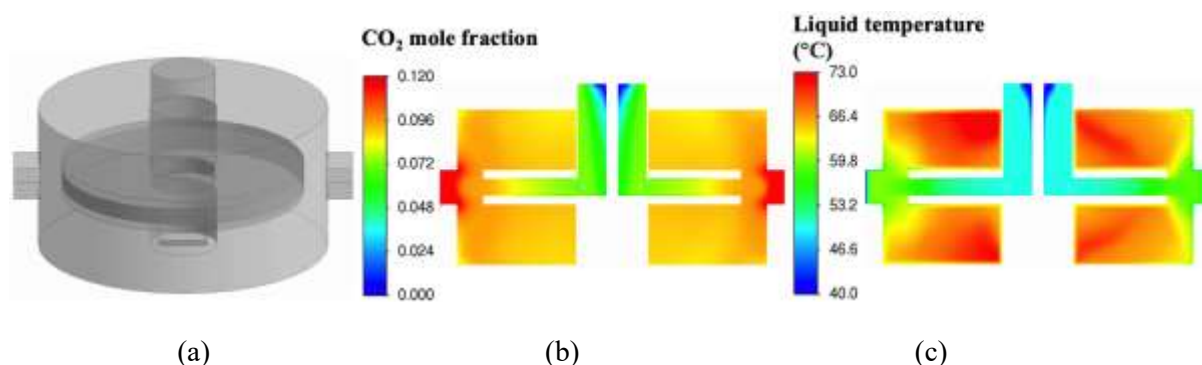 CO₂ mole fraction
0.120
0.096
0.072
0.048
0.024
0.000
Liquid temperature
(°C)
73.0
66.4
59.8
53.2
46.6
40.0
(a)
(b)
(c)